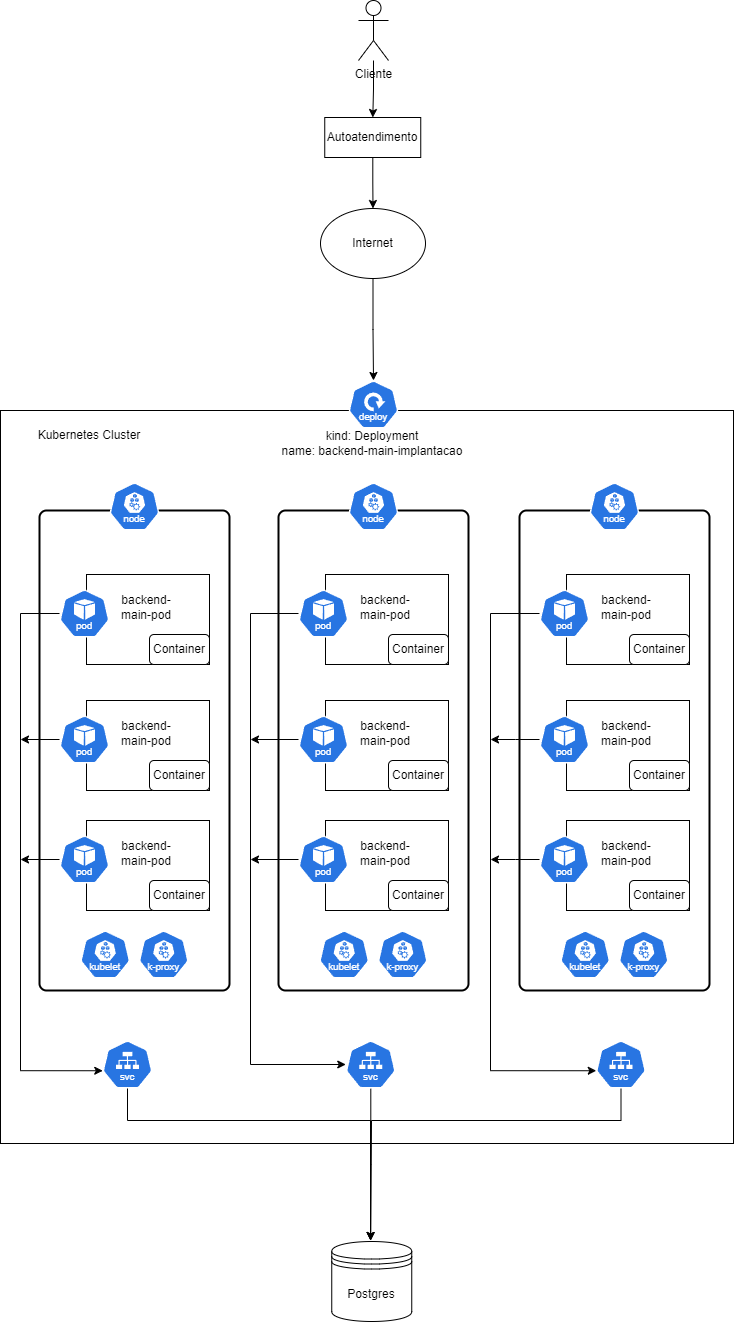 Cliente
Autoatendimento
Internet
deploy
Kubernetes Cluster
kind: Deployment
name: backend-main-implantacao
node
node
node
backend-
main-pod
pod
Container
backend-
main-pod
pod
Container
backend-
main-pod
pod
Container
backend-
main-pod
pod
Container
backend-
main-pod
pod
Container
backend-
main-pod
pod
Container
backend-
main-pod
pod
Container
backend-
main-pod
pod
Container
backend-
main-pod
pod
Container
kubelet
k-proxy
kubelet
k-proxy
kubelet
k-proxy
svc
svc
svc
Postgres